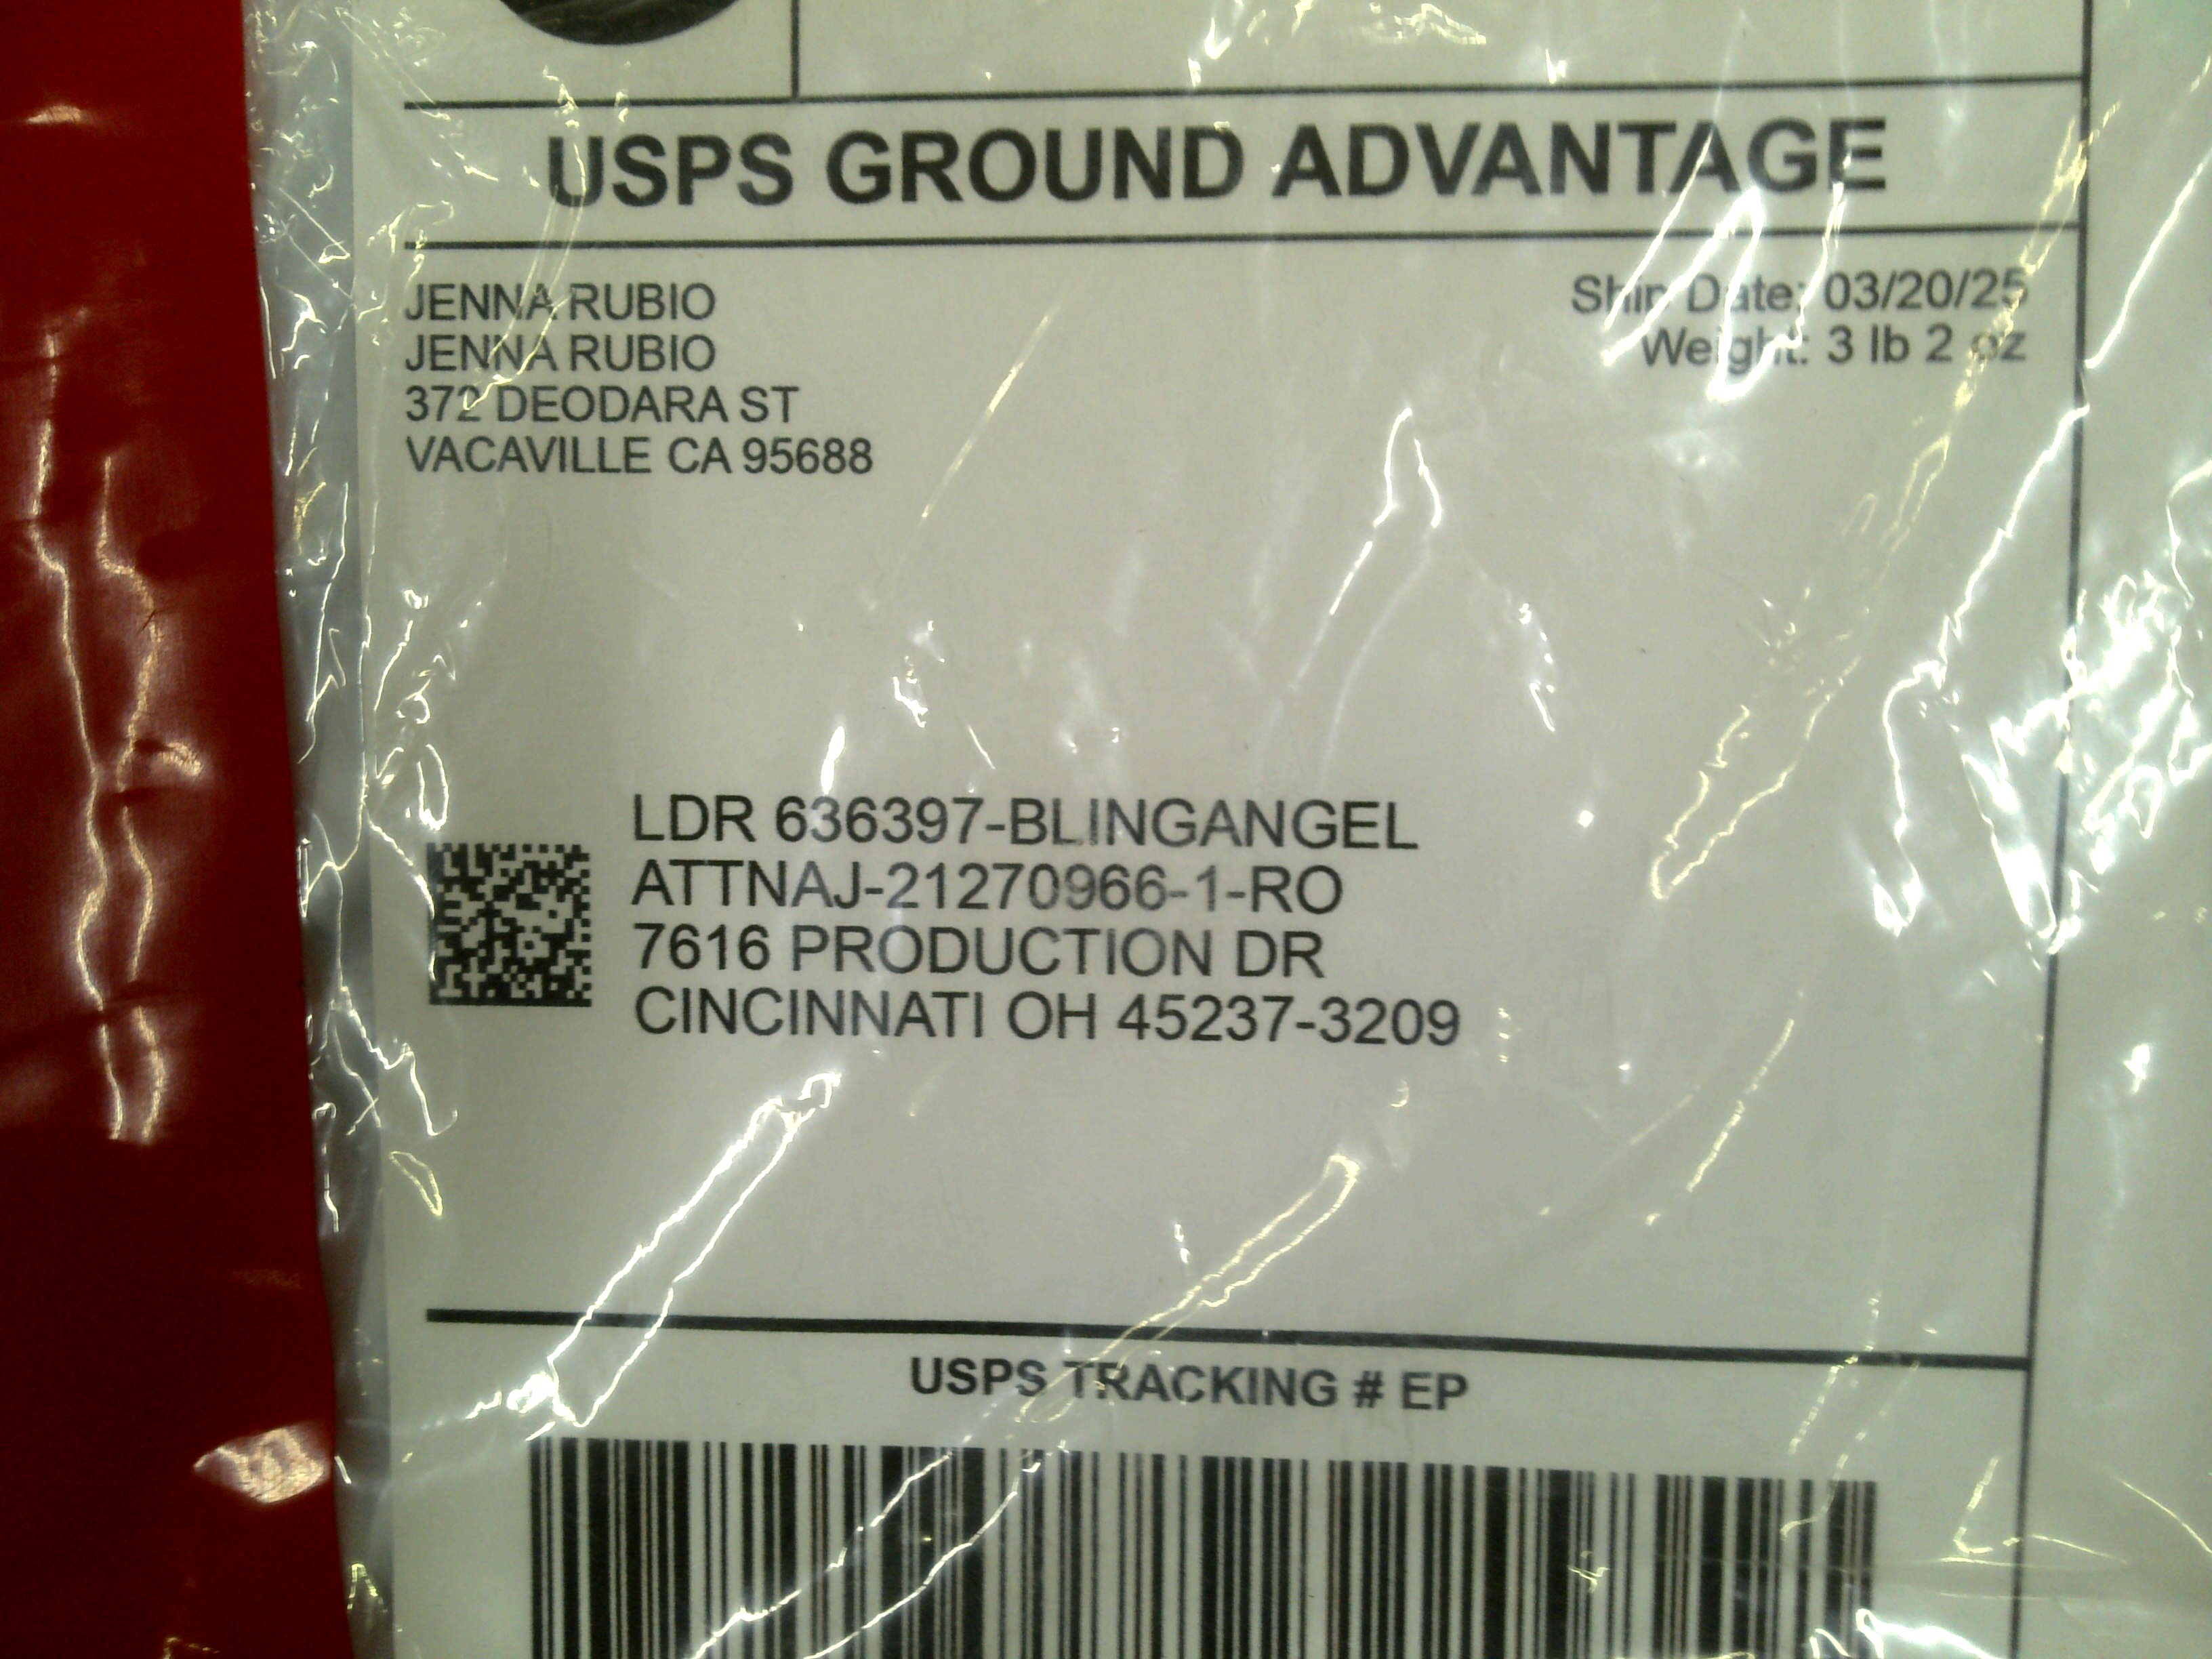 USPS GROUND ADVANTAGE
JENNA RUBIO
JENNA RUBIO
372 DEODARA ST
VACAVILLE CA 95688
Ship Date: 03/20/25
Weight: 3 lb 2 oz
LDR 636397-BLINGANGEL
ATTNAJ-21270966-1-RO
7616 PRODUCTION DR
CINCINNATI OH 45237-3209
USPS TRACKING # EP